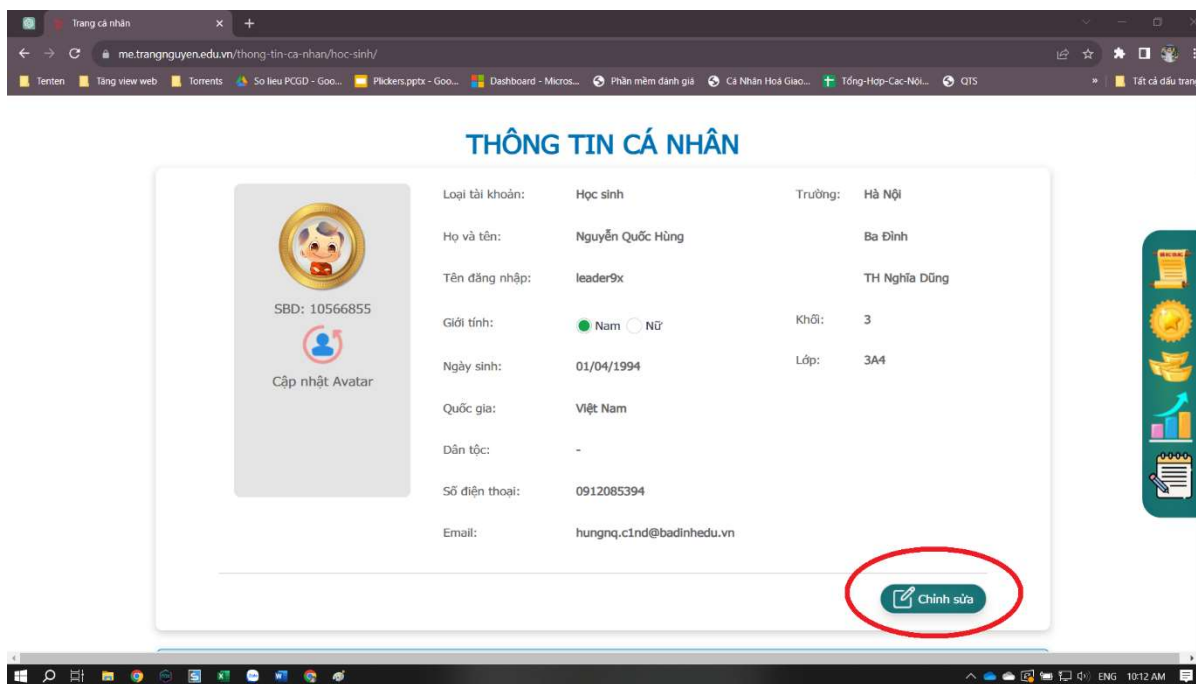 Trang cá nhân
me.trangnguyen.edu.vn/thong-tin-ca-nhan/hoc-sinh/
Tenten Tăng view web Torrents So lieu PCGD - Goo... Plickers.pptx - Goo... Dashboard - Micros... Phần mềm đánh giá Cá Nhân Hoá Giao... Tổng-Hợp-Cac-Nội... QTS » Tất cả dấu tran
THÔNG TIN CÁ NHÂN
Loại tài khoản: Học sinh Trường: Hà Nội
Họ và tên: Nguyễn Quốc Hùng Ba Đình
Tên đăng nhập: leader9x TH Nghĩa Dũng
SBD: 10566855
Giới tính: Nam Nữ Khối: 3
Ngày sinh: 01/04/1994 Lớp: 3A4
Cập nhật Avatar
Quốc gia: Việt Nam
Dân tộc: -
Số điện thoại: 0912085394
Email: hungnq.c1nd@badinhedu.vn
Chỉnh sửa
ENG 10:12 AM